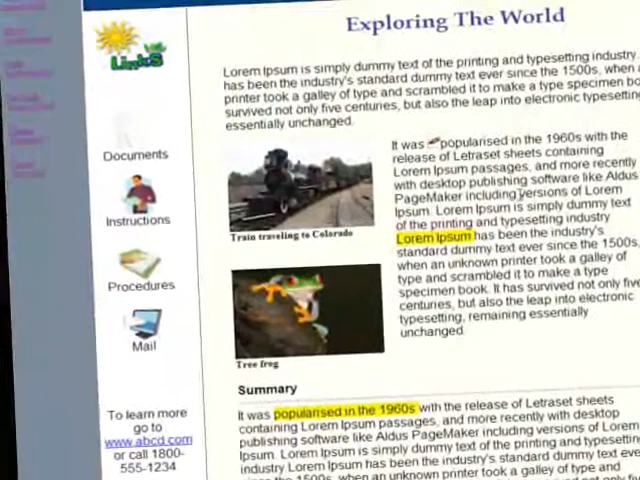 Exploring The World
LinkS
Lorem Ipsum is simply dummy text of the printing and typesetting industry.
has been the industry's standard dummy text ever since the 1500s, when
printer took a galley of type and scrambled it to make a type specimen
survived not only five centuries, but also the leap into electronic
essentially unchanged.
Documents
Instructions
Procedures
Mail
To learn more
go to
www.abcd.com
or call 1800-
555-1234
Train traveling to Colorado
Tree frog
It was popularised in the 1960s with the
release of Letraset sheets containing
Lorem Ipsum passages, and more recently
with desktop publishing software like Aldus
PageMaker including versions of Lorem
Ipsum. Lorem Ipsum is simply dummy text
of the printing and typesetting industry
Lorem Ipsum has been the industry's
standard dummy text ever since the 1500s,
when an unknown printer took a galley of
type and scrambled it to make a type
specimen book. It has survived not only five
centuries, but also the leap into electronic
typesetting, remaining essentially
unchanged.
Summary
It was popularised in the 1960s with the release of Letraset sheets
containing Lorem Ipsum passages, and more recently with desktop
publishing software like Aldus PageMaker including versions of Lorem
Ipsum. Lorem Ipsum is simply dummy text of the printing and typesetting
industry Lorem Ipsum has been the industry's standard dummy text
since the 1500s, when an unknown printer took a galley of type and